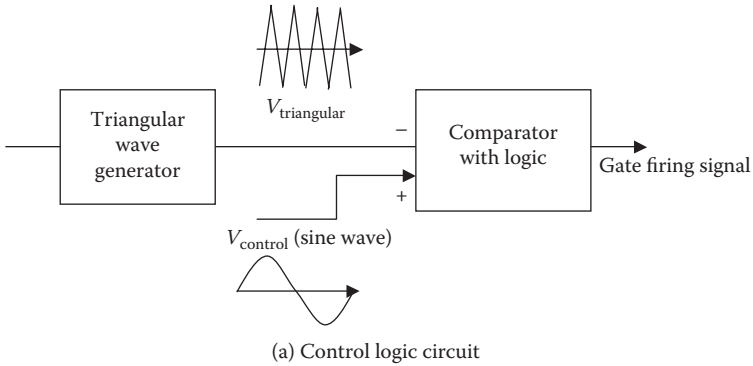 V_triangular
Triangular
wave
generator
−
Comparator
with logic
Gate firing signal
+
V_control (sine wave)
(a) Control logic circuit